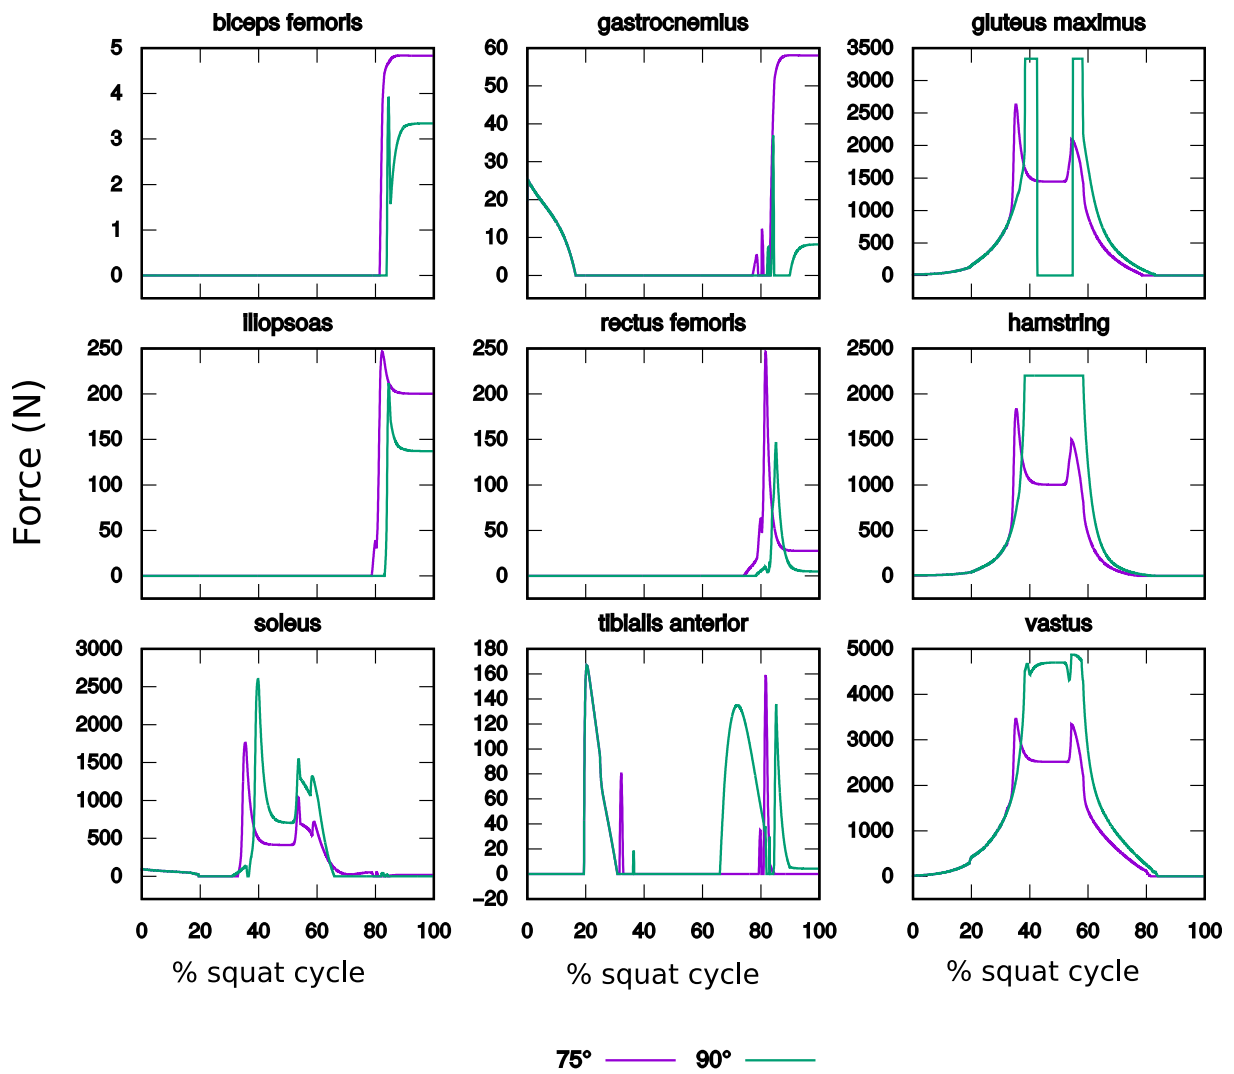 biceps femoris gastrocnemius gluteus maximus
5 60 3500
4 50 3000
3 40 2500
2 30 2000
1 20 1500
0 10 1000
0 500
0
iliopsoas rectus femoris hamstring
250 250 2500
200 200 2000
150 150 1500
100 100 1000
50 50 500
0 0 0
Force (N)
soleus tibialis anterior vastus
3000 180 5000
2500 160 4000
2000 140 3000
1500 120 2000
1000 100 1000
500 80 0
0 60
40
20
0
−20
0 20 40 60 80 100 0 20 40 60 80 100 0 20 40 60 80 100
% squat cycle % squat cycle % squat cycle
75° 90°